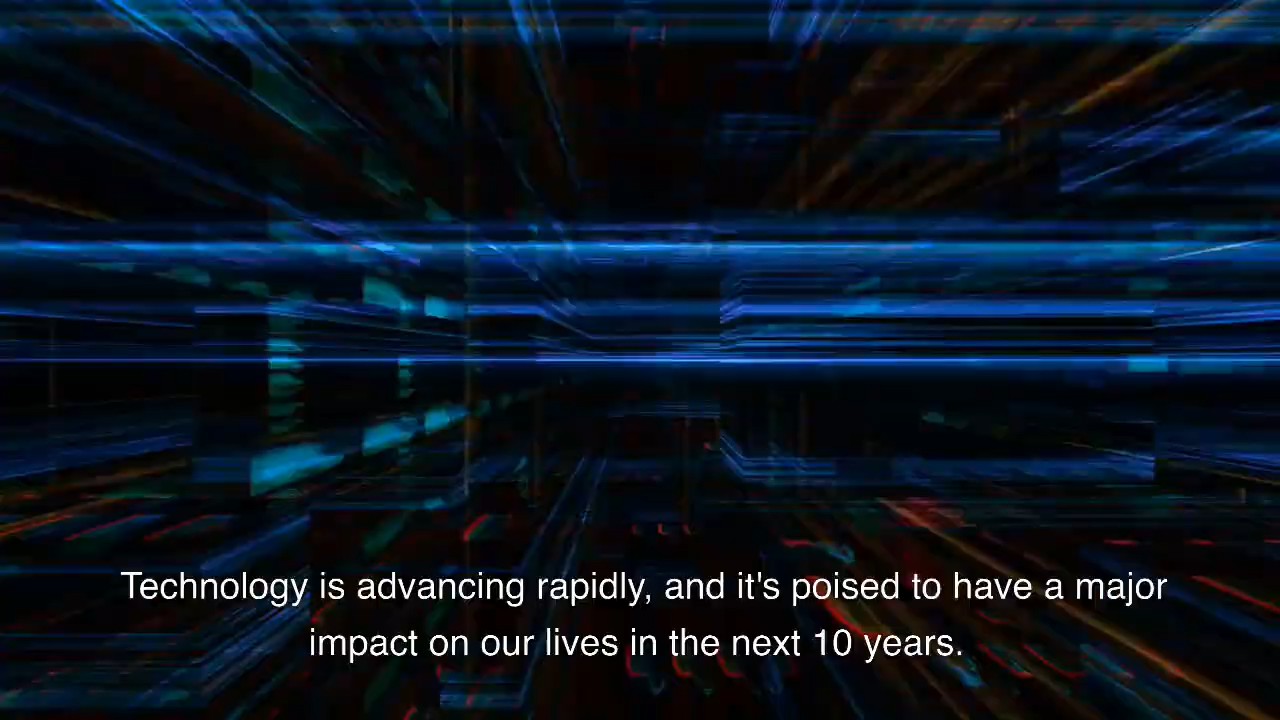 Technology is advancing rapidly, and it's poised to have a major
impact on our lives in the next 10 years.